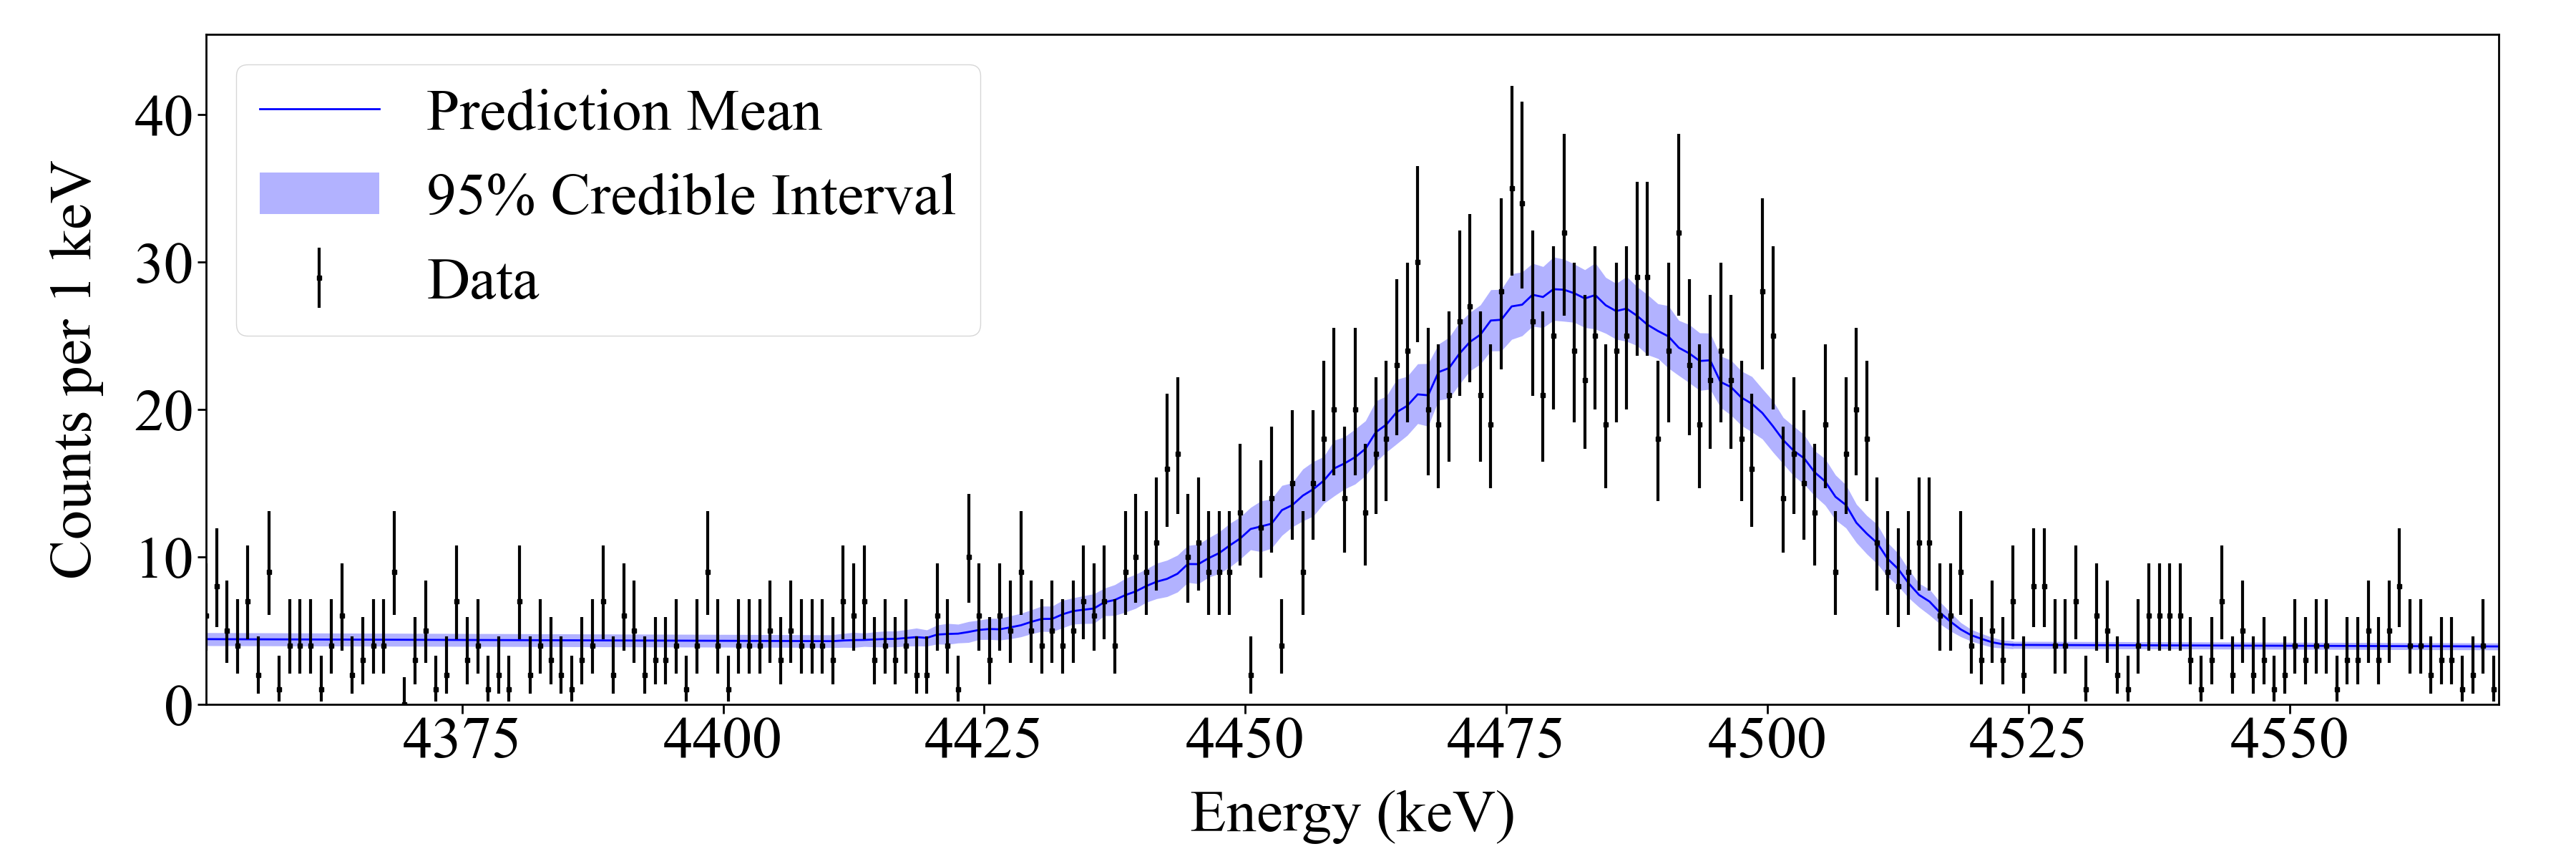 Prediction Mean
95% Credible Interval
Data
Counts per 1 keV
40
30
20
10
0
4375 4400 4425 4450 4475 4500 4525 4550
Energy (keV)